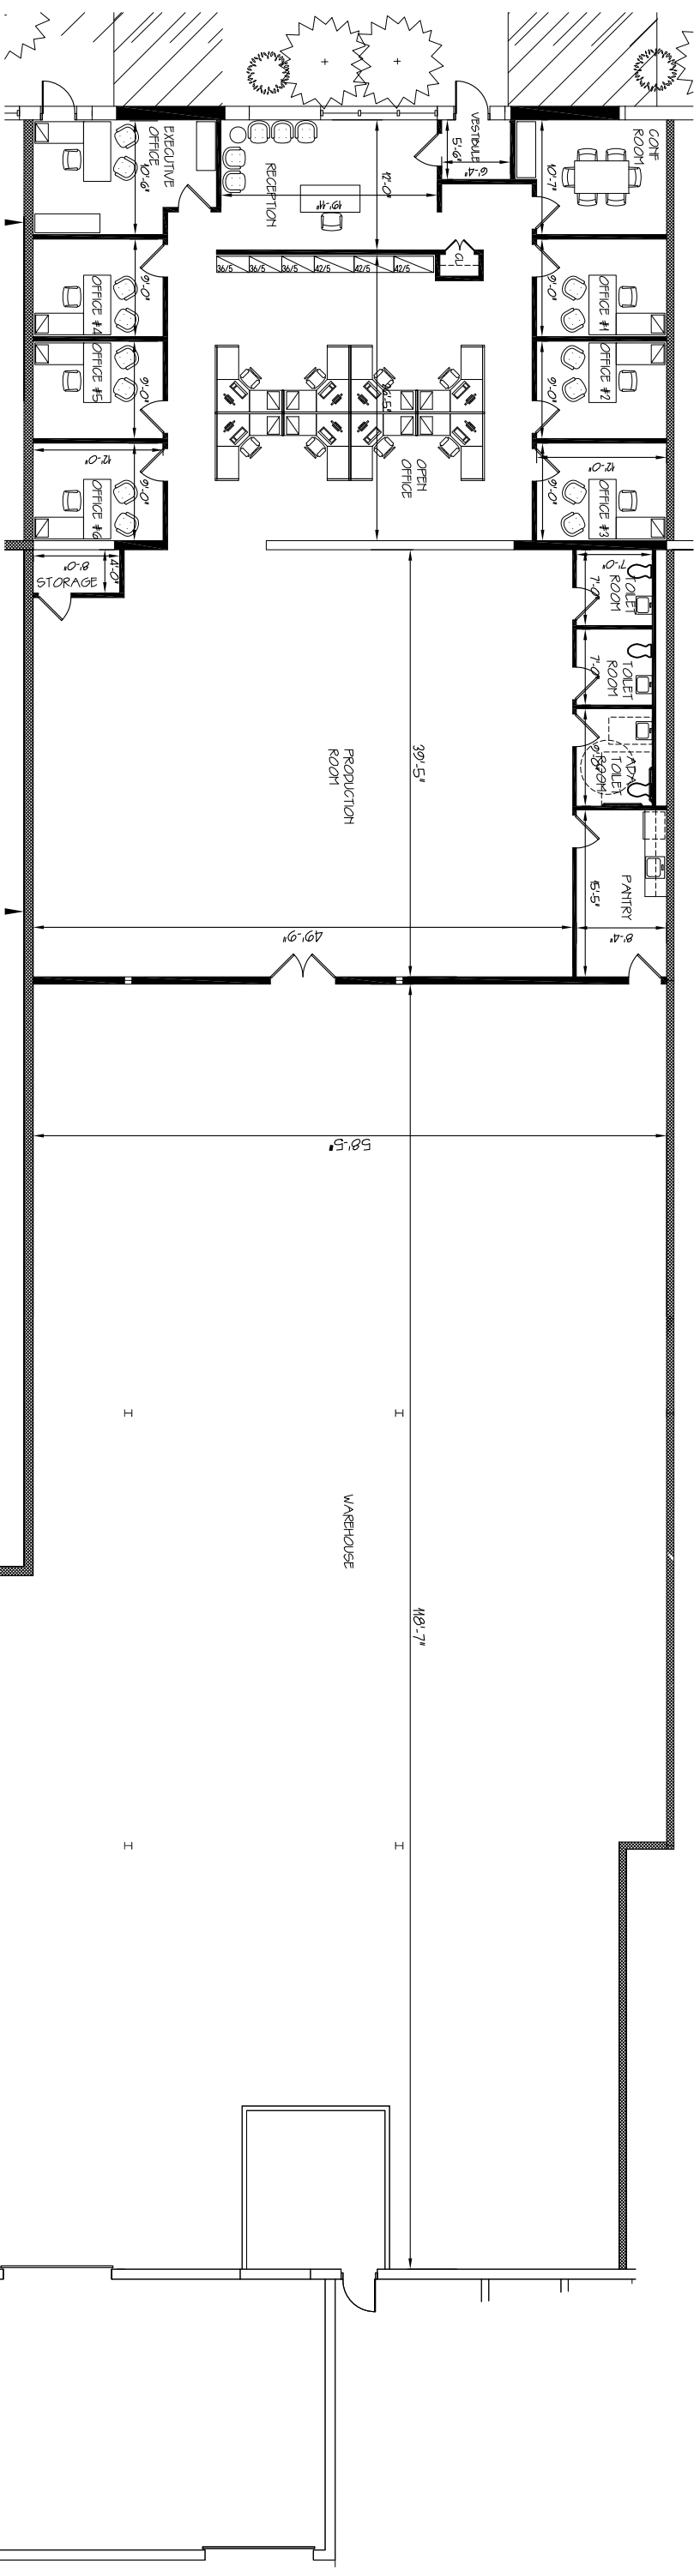 CONF
ROOM
10'-7"
VESTIBULE
5'-6"
6'-4"
EXECUTIVE
OFFICE
10'-6"
RECEPTION
19'-11"
12'-0"
CL
36/5
36/5
36/5
42/5
42/5
42/5
OFFICE #1
9'-0"
OFFICE #4
9'-0"
OFFICE #2
9'-0"
OFFICE #5
9'-0"
OFFICE #3
9'-0"
12'-0"
OFFICE #6
9'-0"
12'-0"
OPEN
OFFICE
STORAGE
8'-0"
4'-0"
TOILET
ROOM
7'-0"
7'-0"
TOILET
ROOM
7'-0"
ADA
TOILET
ROOM
PRODUCTION
ROOM
39'-5"
49'-9"
PANTRY
15'-5"
8'-4"
58'-5"
WAREHOUSE
118'-7"